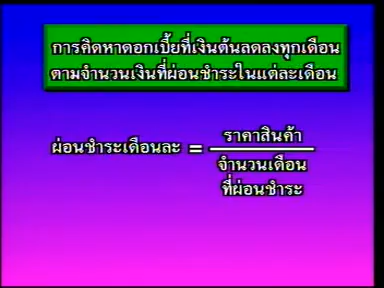 การคิดหาดอกเบี้ยที่เงินต้นลดลงทุกเดือน
ตามจำนวนเงินที่ผ่อนชำระในแต่ละเดือน
ผ่อนชำระเดือนละ = ราคาสินค้า
จำนวนเดือน
ที่ผ่อนชำระ